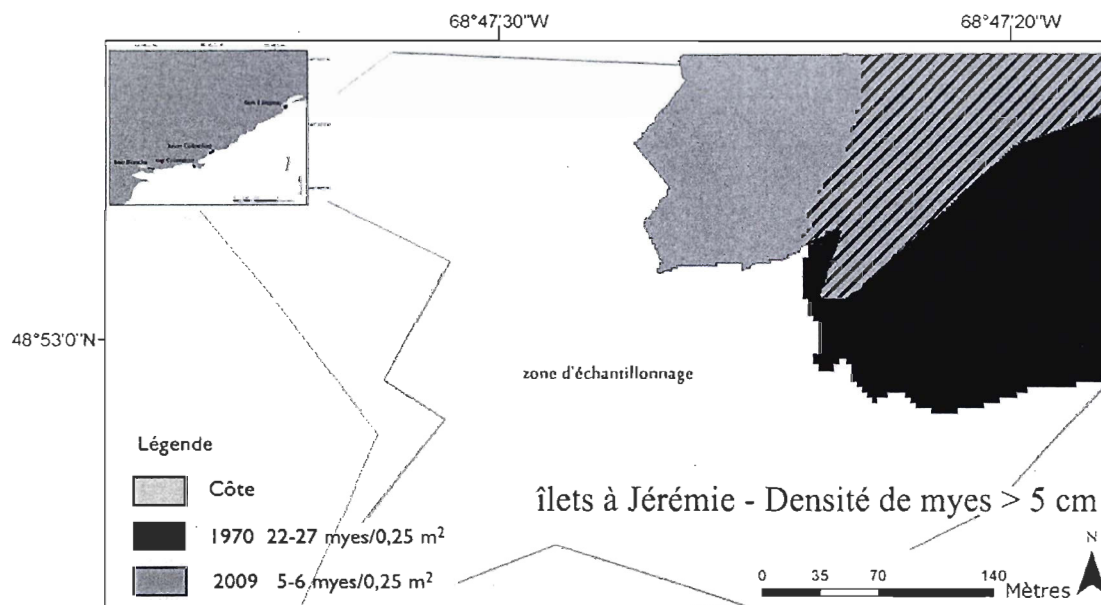 68°47'30"W 68°47'20"W
48°53'0"N
zone d'échantillonnage
Légende
Côte
1970 22-27 myes/0,25 m²
2009 5-6 myes/0,25 m²
îlets à Jérémie - Densité de myes > 5 cm
N
0 35 70 140 Mètres